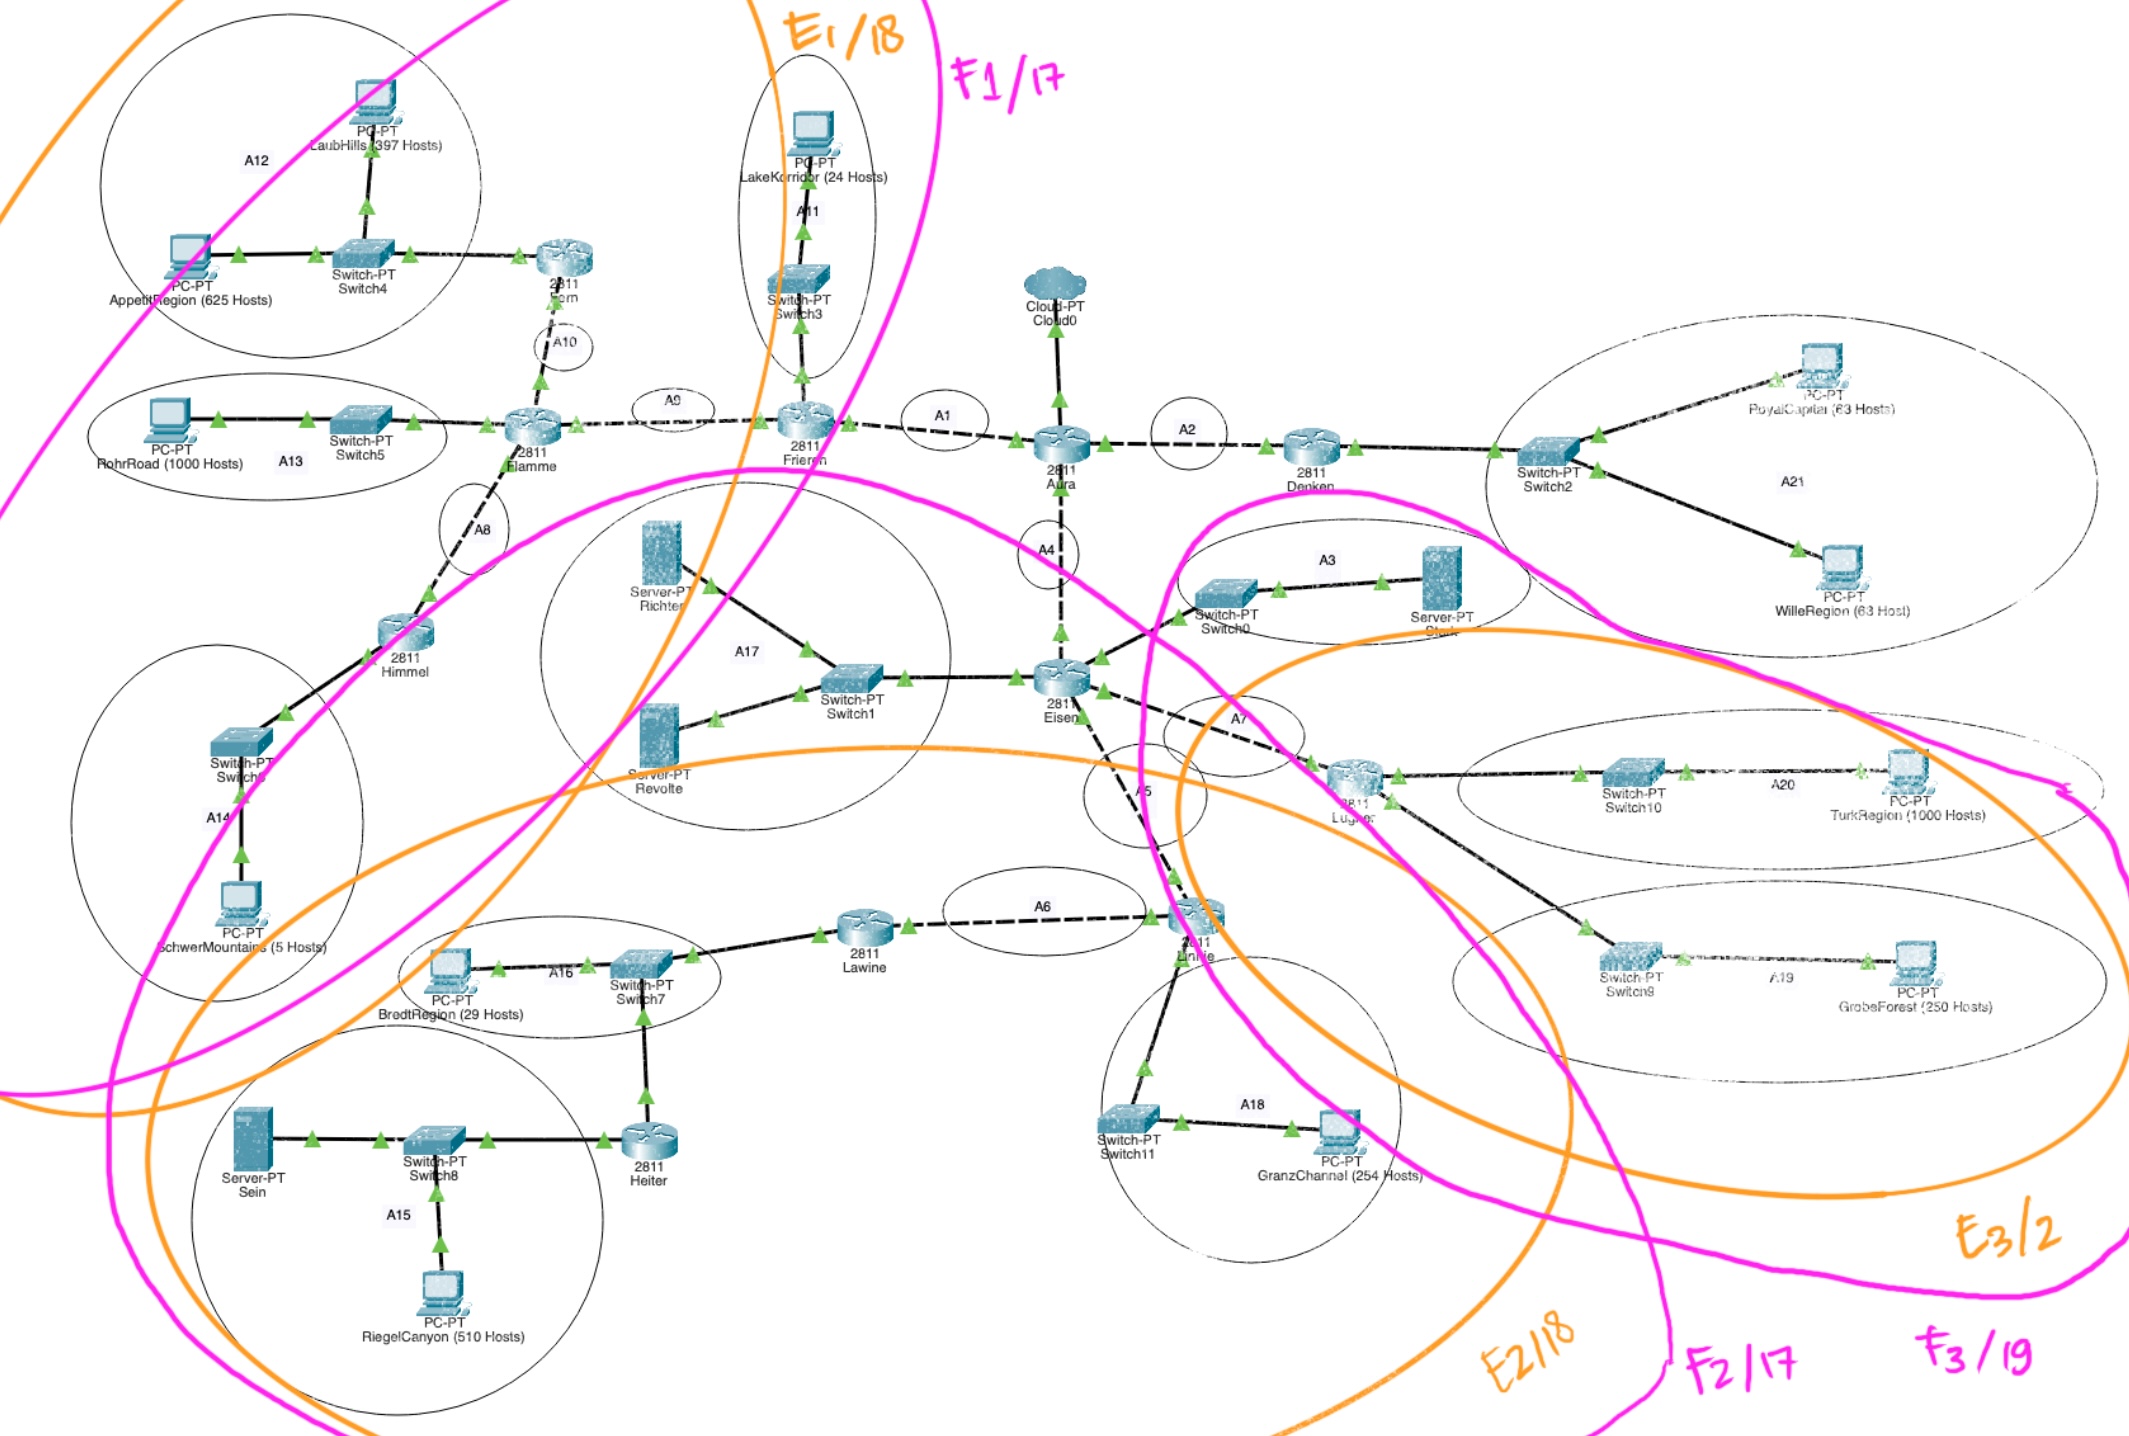 E1/18
F1/17
PC-PT
LaubHills (397 Hosts)
A12
PC-PT
AppetitRegion (625 Hosts)
Switch-PT
Switch4
2811
Fern
A10
PC-PT
LakeKorridor (24 Hosts)
A11
Switch-PT
Switch3
Cloud-PT
Cloud0
PC-PT
RohrRoad (1000 Hosts)
Switch-PT
Switch5
A13
2811
Flamme
A9
2811
Frieren
A1
2811
Aura
A2
2811
Denken
Switch-PT
Switch2
PC-PT
RoyalCapital (63 Hosts)
A21
PC-PT
WilleRegion (63 Host)
A8
2811
Himmel
Server-PT
Richter
A17
Server-PT
Revolte
Switch-PT
Switch1
A4
2811
Eisen
A3
Switch-PT
Switch0
Server-PT
Stark
A7
A5
2811
Switch-PT
Switch10
A20
PC-PT
TurkRegion (1000 Hosts)
Switch-PT
A14
PC-PT
SchwerMountains (5 Hosts)
PC-PT
BredtRegion (29 Hosts)
A16
Switch-PT
Switch7
2811
Lawine
A6
2811
Linie
Switch-PT
Switch9
A19
PC-PT
GrobeForest (250 Hosts)
Server-PT
Sein
Switch-PT
Switch8
2811
Heiter
A15
PC-PT
RiegelCanyon (510 Hosts)
Switch-PT
Switch11
A18
PC-PT
GranzChannel (254 Hosts)
E3/2
E2/18
F2/17
F3/19